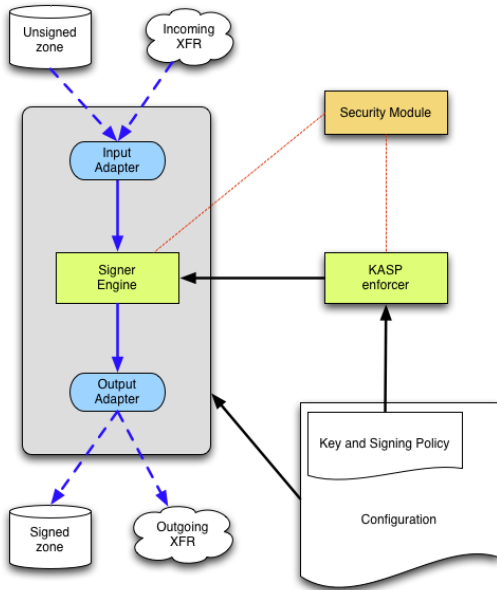 Unsigned
zone
Incoming
XFR
Input
Adapter
Security Module
Signer
Engine
KASP
enforcer
Output
Adapter
Key and Signing Policy
Configuration
Signed
zone
Outgoing
XFR